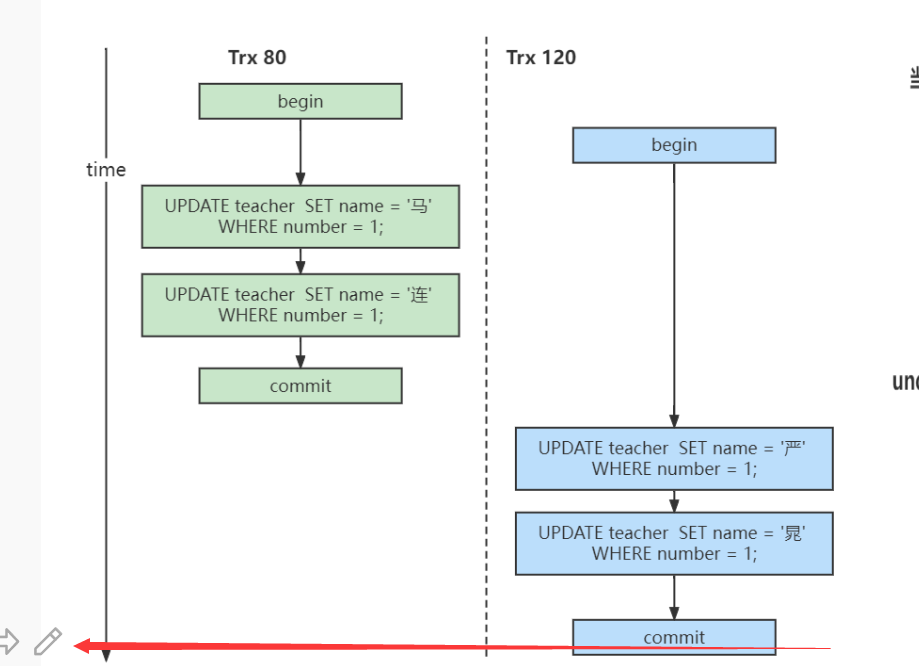 Trx 80
begin
time
UPDATE teacher SET name = '马'
WHERE number = 1;
UPDATE teacher SET name = '连'
WHERE number = 1;
commit
Trx 120
begin
UPDATE teacher SET name = '严'
WHERE number = 1;
UPDATE teacher SET name = '晁'
WHERE number = 1;
commit